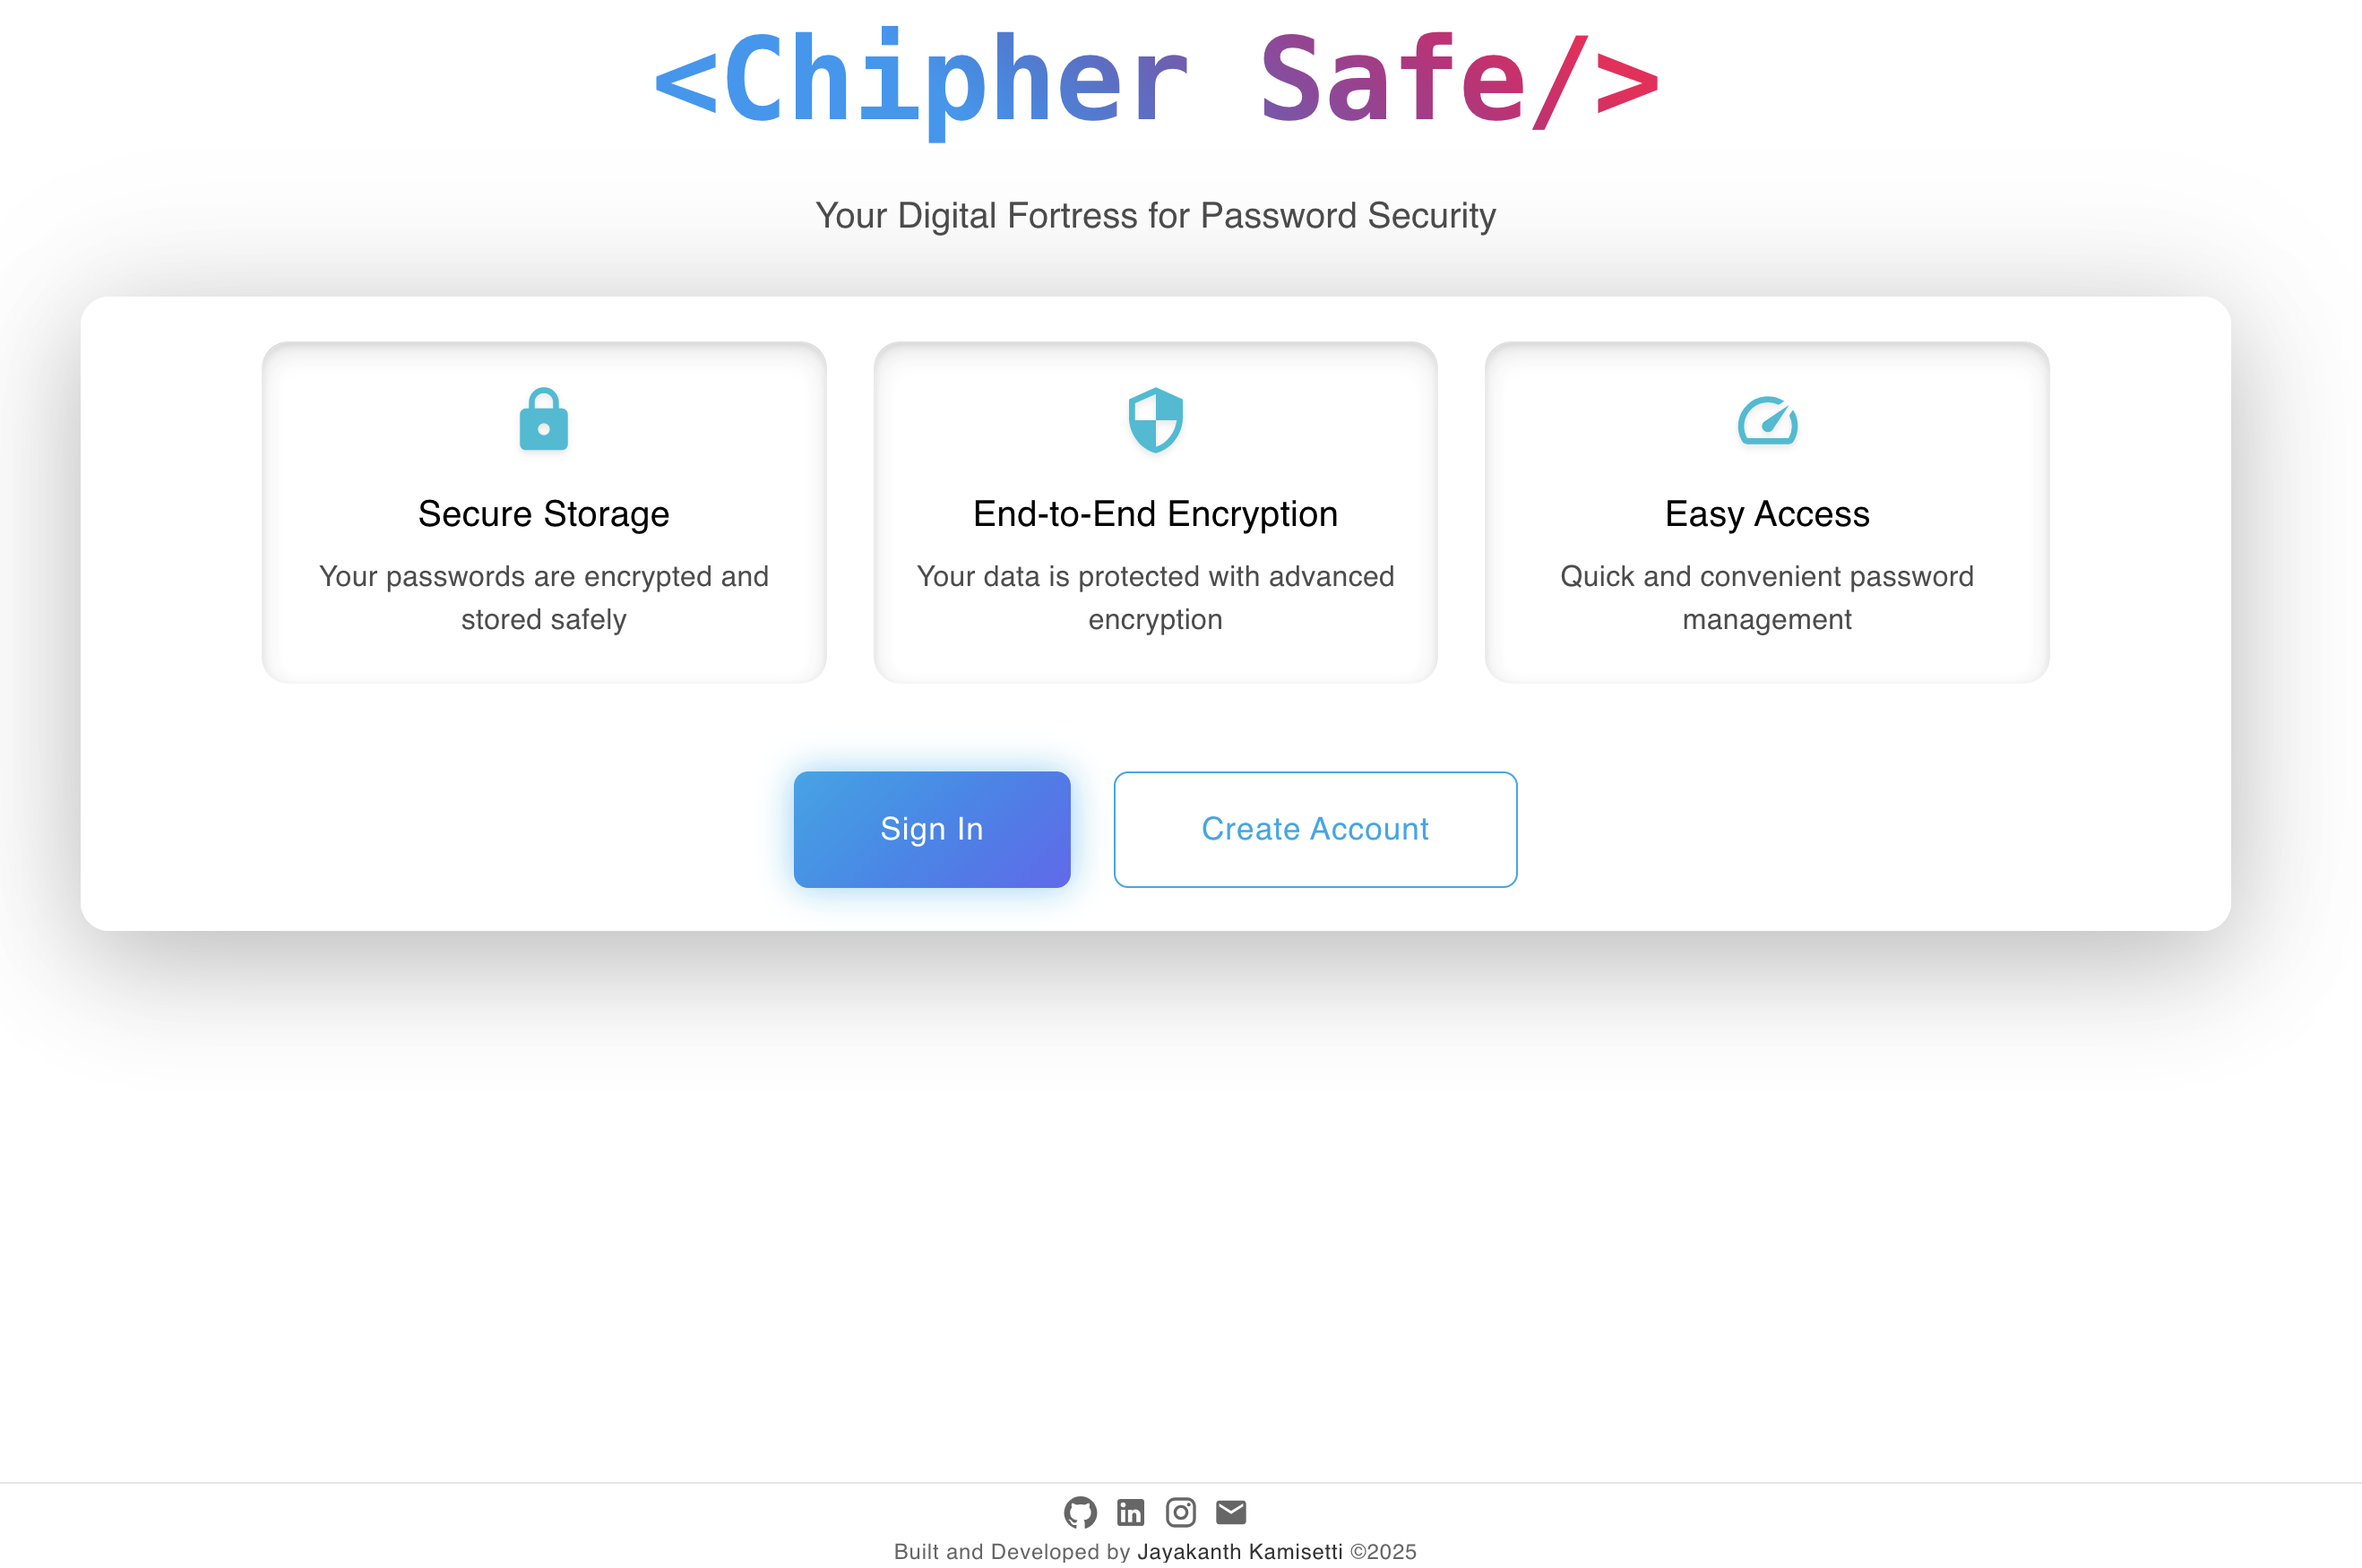 <Chipher Safe/>
Your Digital Fortress for Password Security
Secure Storage
Your passwords are encrypted and
stored safely
End-to-End Encryption
Your data is protected with advanced
encryption
Easy Access
Quick and convenient password
management
Sign In
Create Account
Built and Developed by Jayakanth Kamisetti ©2025